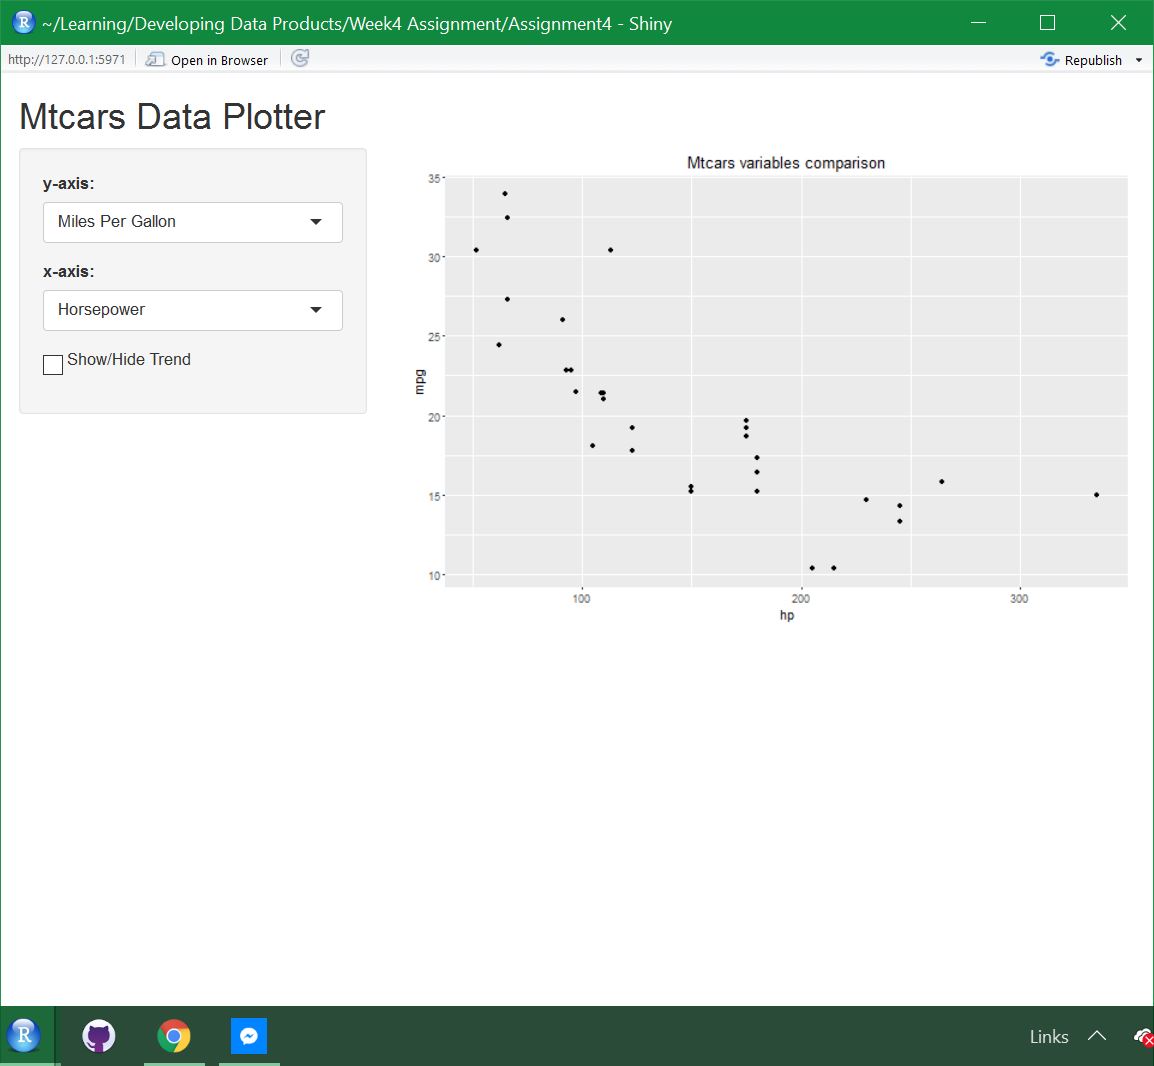 R ~/Learning/Developing Data Products/Week4 Assignment/Assignment4 - Shiny
http://127.0.0.1:5971 Open in Browser Republish
Mtcars Data Plotter
y-axis:
Miles Per Gallon
x-axis:
Horsepower
Show/Hide Trend
Mtcars variables comparison
35
30
25
20
15
10
mpg
100 200 300
hp
R Links